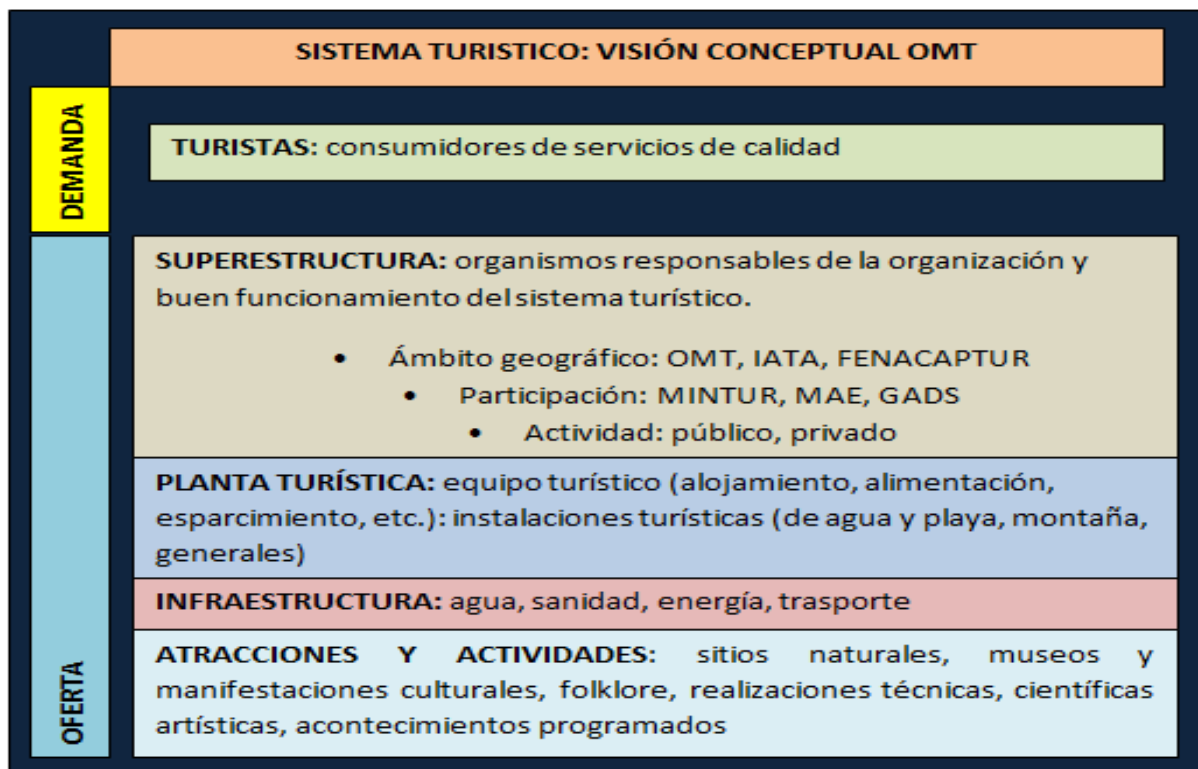 SISTEMA TURISTICO: VISIÓN CONCEPTUAL OMT
DEMANDA
TURISTAS: consumidores de servicios de calidad
OFERTA
SUPERESTRUCTURA: organismos responsables de la organización y
buen funcionamiento del sistema turístico.
• Ámbito geográfico: OMT, IATA, FENACAPTUR
• Participación: MINTUR, MAE, GADS
• Actividad: público, privado
PLANTA TURÍSTICA: equipo turístico (alojamiento, alimentación,
esparcimiento, etc.): instalaciones turísticas (de agua y playa, montaña,
generales)
INFRAESTRUCTURA: agua, sanidad, energía, trasporte
ATRACCIONES Y ACTIVIDADES: sitios naturales, museos y
manifestaciones culturales, folklore, realizaciones técnicas, científicas
artísticas, acontecimientos programados